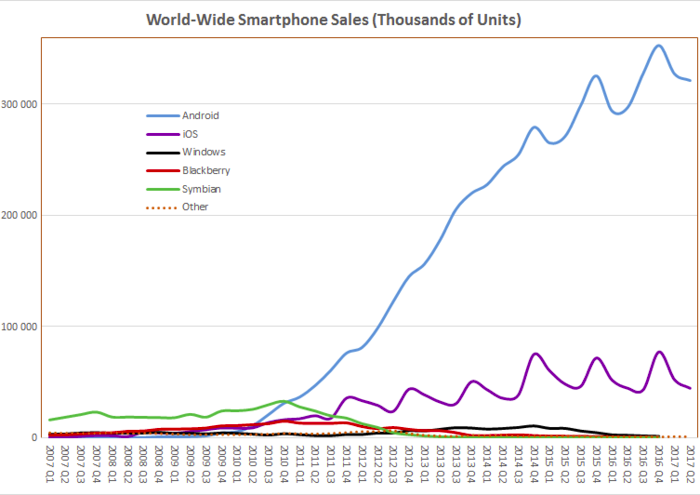 World-Wide Smartphone Sales (Thousands of Units)
300 000
200 000
100 000
0
Android
iOS
Windows
Blackberry
Symbian
Other
2007 Q1
2007 Q2
2007 Q3
2007 Q4
2008 Q1
2008 Q2
2008 Q3
2008 Q4
2009 Q1
2009 Q2
2009 Q3
2009 Q4
2010 Q1
2010 Q2
2010 Q3
2010 Q4
2011 Q1
2011 Q2
2011 Q3
2011 Q4
2012 Q1
2012 Q2
2012 Q3
2012 Q4
2013 Q1
2013 Q2
2013 Q3
2013 Q4
2014 Q1
2014 Q2
2014 Q3
2014 Q4
2015 Q1
2015 Q2
2015 Q3
2015 Q4
2016 Q1
2016 Q2
2016 Q3
2016 Q4
2017 Q1
2017 Q2